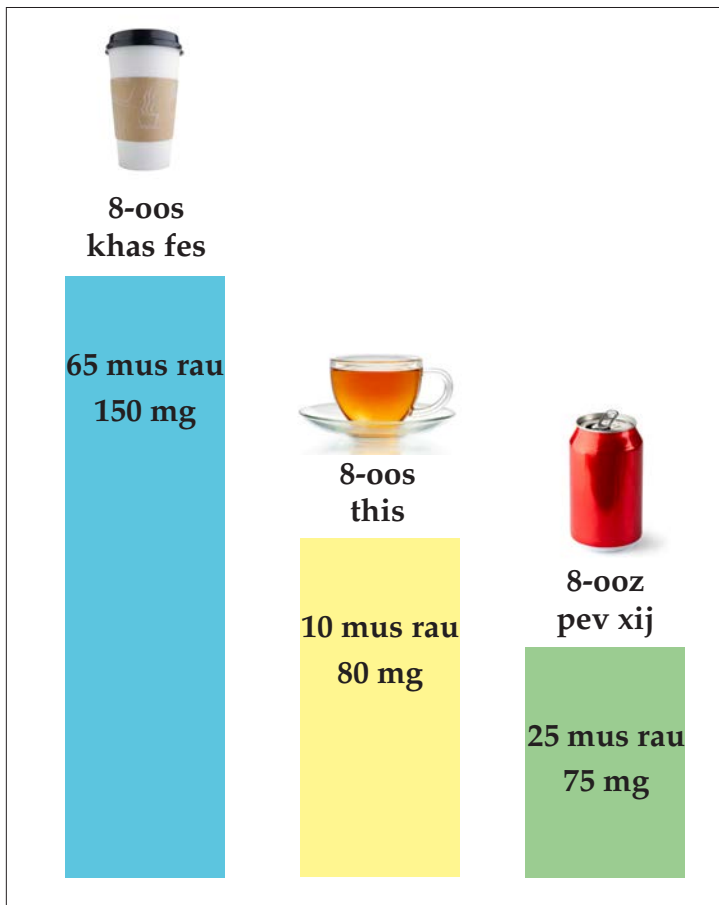 8-oos
khas fes
65 mus rau
150 mg
8-oos
this
10 mus rau
80 mg
8-ooz
pev xij
25 mus rau
75 mg